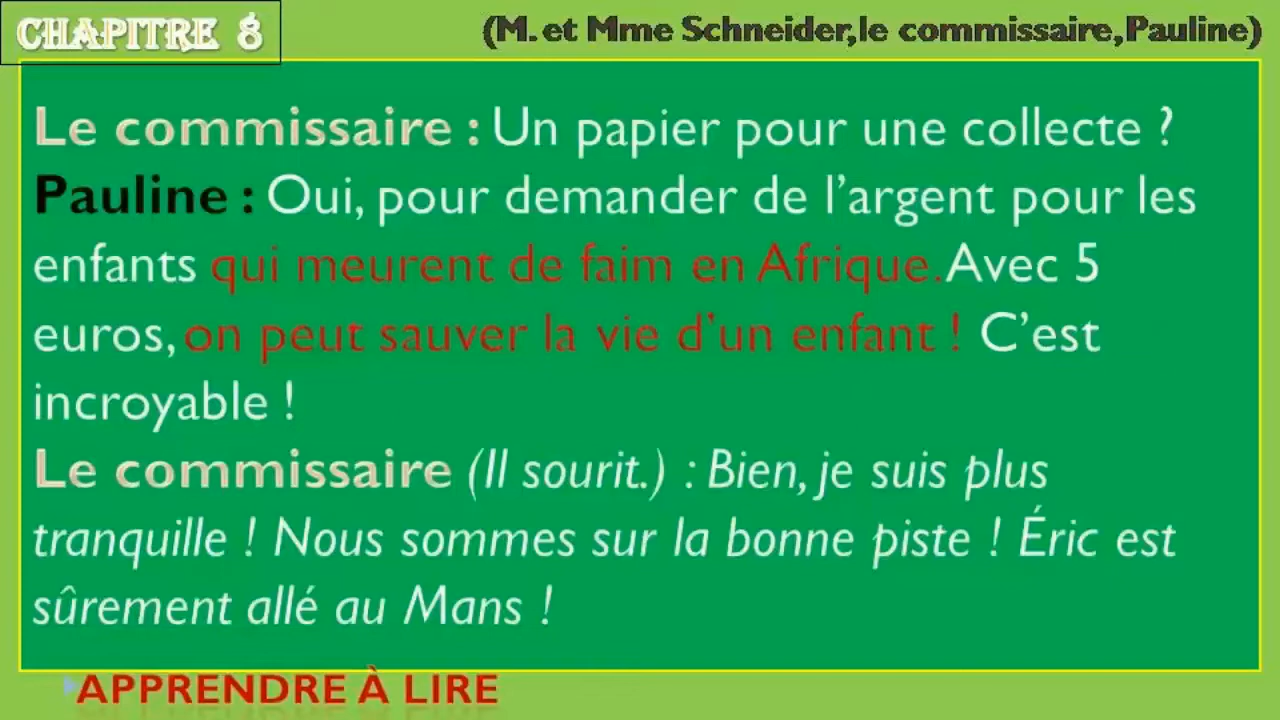 CHAPITRE 8
(M. et Mme Schneider, le commissaire, Pauline)
Le commissaire : Un papier pour une collecte ?
Pauline : Oui, pour demander de l’argent pour les
enfants qui meurent de faim en Afrique. Avec 5
euros, on peut sauver la vie d’un enfant ! C’est
incroyable !
Le commissaire (Il sourit.) : Bien, je suis plus
tranquille ! Nous sommes sur la bonne piste ! Éric est
sûrement allé au Mans !
APPRENDRE À LIRE